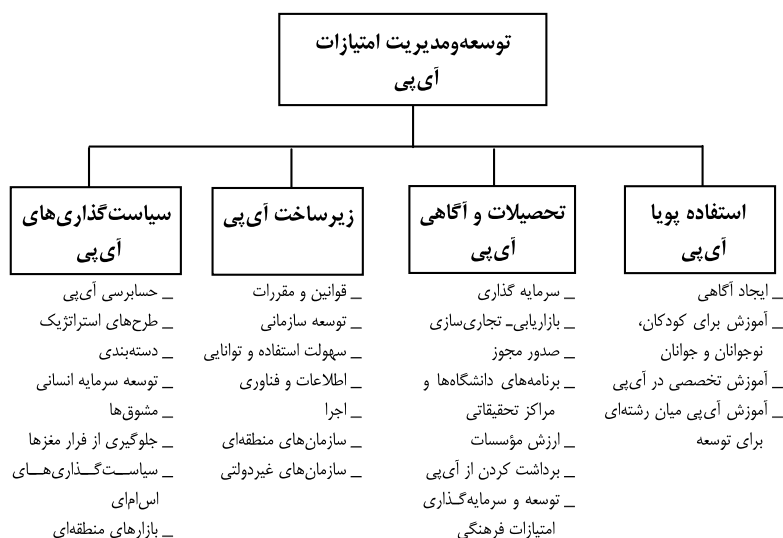 توسعه‌ومدیریت امتیازات
آی‌پی
استفاده پویا
آی‌پی
_ ایجاد آگاهی
_ آموزش برای کودکان،
نوجوانان و جوانان
_ آموزش تخصصی در آی‌پی
_ آموزش آی‌پی میان رشته‌ای
برای توسعه
تحصیلات و آگاهی
آی‌پی
_ سرمایه گذاری
_ بازاریابی_ تجاری‌سازی
_ صدور مجوز
_ برنامه‌های دانشگاه‌ها و
مراکز تحقیقاتی
_ ارزش مؤسسات
_ برداشت کردن از آی‌پی
_ توسعه و سرمایه‌گـذاری
امتیازات فرهنگی
زیرساخت آی‌پی
_ قوانین و مقررات
_ توسعه سازمانی
_ سهولت استفاده و توانایی
_ اطلاعات و فناوری
_ اجرا
_ سازمان‌های منطقه‌ای
_ سازمان‌های غیردولتی
سیاست‌گذاری‌های
آی‌پی
_ حسابرسی آی‌پی
_ طرح‌های استراتژیک
_ دسته‌بندی
_ توسعه سرمایه انسانی
_ مشوق‌ها
_ جلوگیری از فرار مغزها
_ سیاســت‌گــذاری‌هــای
اس‌ام‌ای
_ بازارهای منطقه‌ای